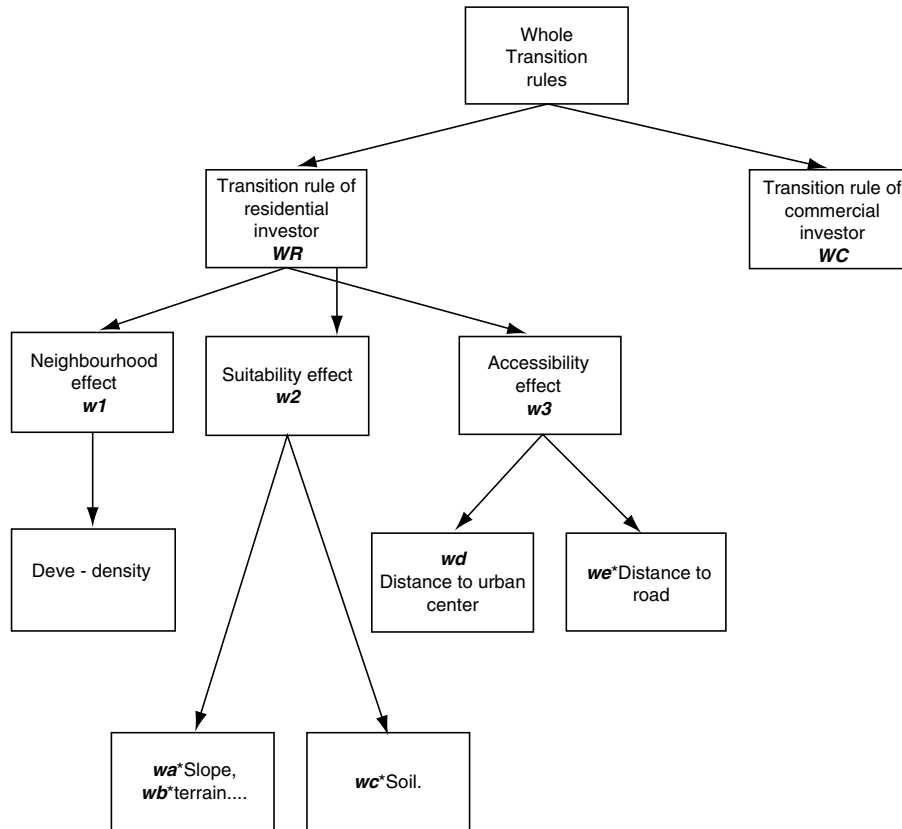 Whole
Transition
rules
Transition rule of
residential
investor
WR
Transition rule of
commercial
investor
WC
Neighbourhood
effect
w1
Suitability effect
w2
Accessibility
effect
w3
Deve - density
wd
Distance to urban
center
we*Distance to
road
wa*Slope,
wb*terrain....
wc*Soil.